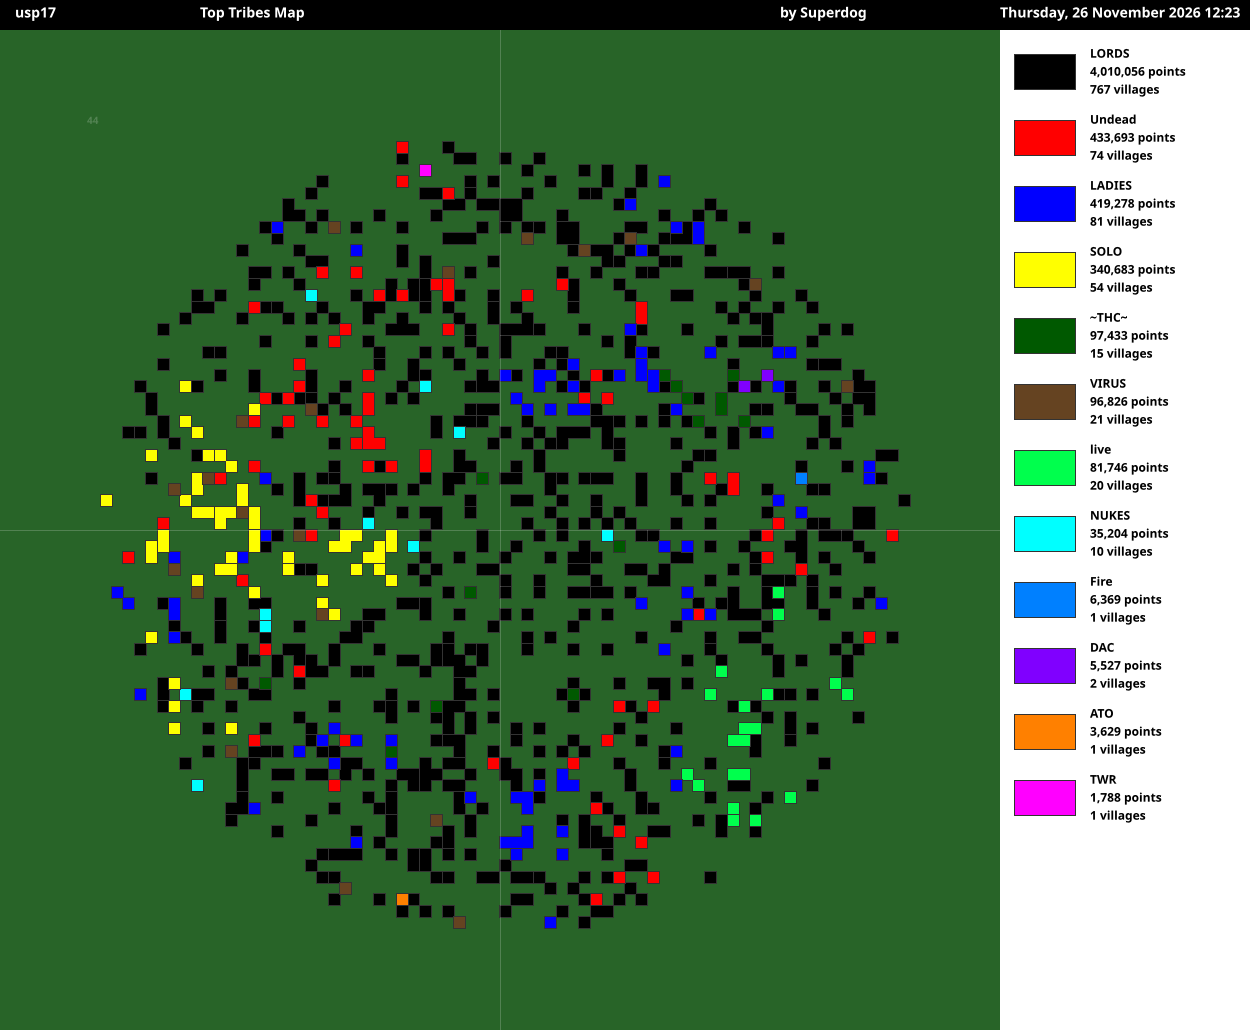 usp17 Top Tribes Map by Superdog Thursday, 26 November 2026 12:23
44
LORDS
4,010,056 points
767 villages
Undead
433,693 points
74 villages
LADIES
419,278 points
81 villages
SOLO
340,683 points
54 villages
~THC~
97,433 points
15 villages
VIRUS
96,826 points
21 villages
live
81,746 points
20 villages
NUKES
35,204 points
10 villages
Fire
6,369 points
1 villages
DAC
5,527 points
2 villages
ATO
3,629 points
1 villages
TWR
1,788 points
1 villages